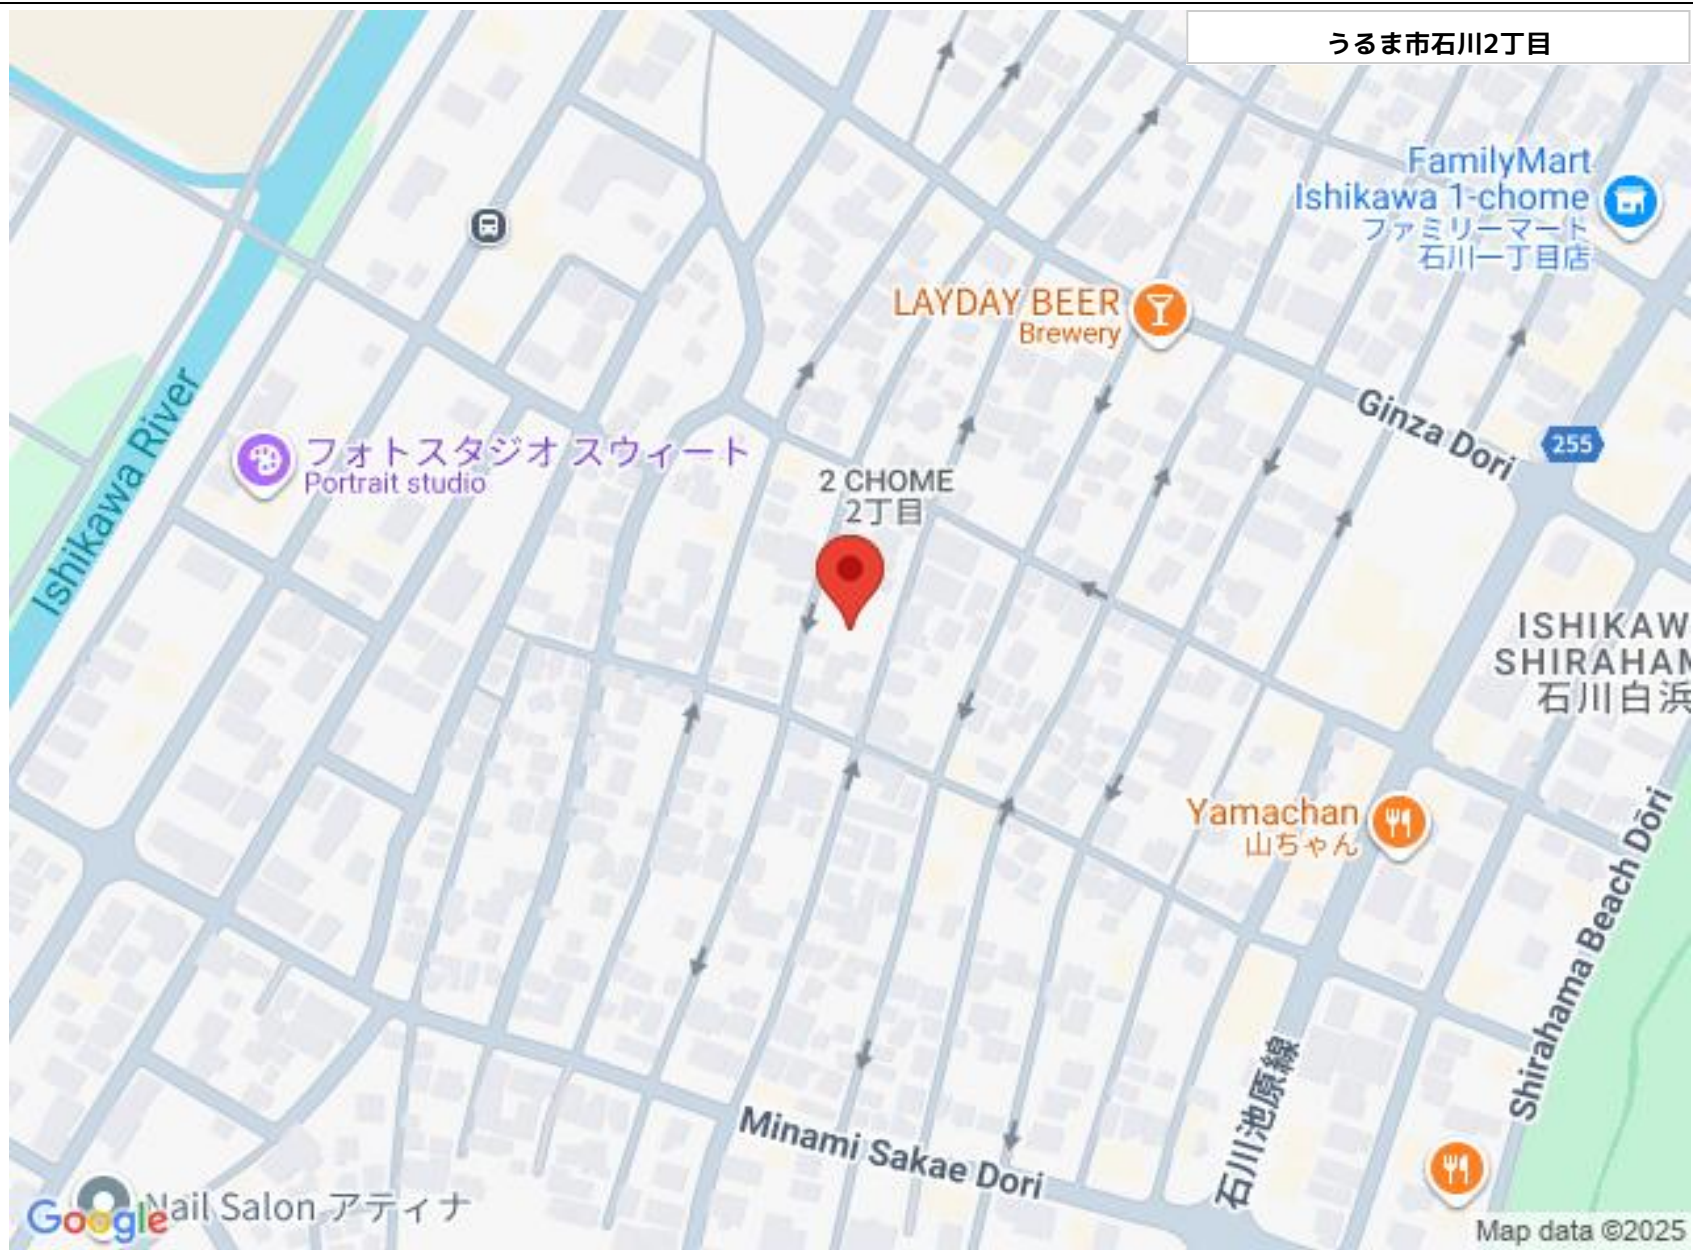 うるま市石川2丁目
FamilyMart
Ishikawa 1-chome
ファミリーマート
石川一丁目店
LAYDAY BEER
Brewery
Ginza Dori
255
フォトスタジオ スウィート
Portrait studio
2 CHOME
2丁目
Ishikawa River
ISHIKAW
SHIRAHAM
石川白浜
Yamachan
山ちゃん
Shirahama Beach Dōri
石川池原線
Minami Sakae Dori
Nail Salon アティナ
Google
Map data ©2025